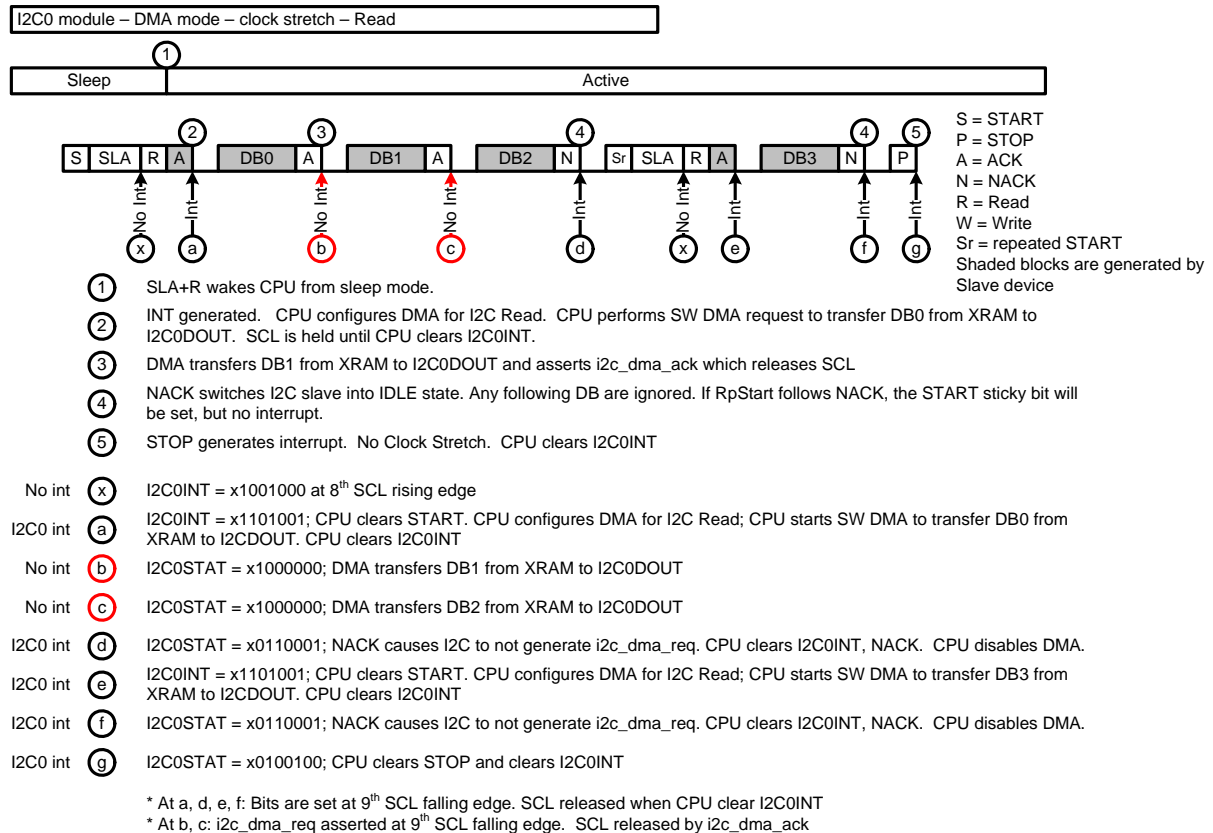 I2C0 module – DMA mode – clock stretch – Read
1
Sleep Active
2 3 4 4 5
S SLA R A DB0 A DB1 A DB2 N Sr SLA R A DB3 N P
No Int Int No Int No Int Int No Int Int Int Int
x a b c d x e f g
S = START
P = STOP
A = ACK
N = NACK
R = Read
W = Write
Sr = repeated START
Shaded blocks are generated by
Slave device
1 SLA+R wakes CPU from sleep mode.
2 INT generated. CPU configures DMA for I2C Read. CPU performs SW DMA request to transfer DB0 from XRAM to
I2C0DOUT. SCL is held until CPU clears I2C0INT.
3 DMA transfers DB1 from XRAM to I2C0DOUT and asserts i2c_dma_ack which releases SCL
4 NACK switches I2C slave into IDLE state. Any following DB are ignored. If RpStart follows NACK, the START sticky bit will
be set, but no interrupt.
5 STOP generates interrupt. No Clock Stretch. CPU clears I2C0INT
No int x I2C0INT = x1001000 at 8th SCL rising edge
I2C0 int a I2C0INT = x1101001; CPU clears START. CPU configures DMA for I2C Read; CPU starts SW DMA to transfer DB0 from
XRAM to I2CDOUT. CPU clears I2C0INT
No int b I2C0STAT = x1000000; DMA transfers DB1 from XRAM to I2C0DOUT
No int c I2C0STAT = x1000000; DMA transfers DB2 from XRAM to I2C0DOUT
I2C0 int d I2C0STAT = x0110001; NACK causes I2C to not generate i2c_dma_req. CPU clears I2C0INT, NACK. CPU disables DMA.
I2C0 int e I2C0INT = x1101001; CPU clears START. CPU configures DMA for I2C Read; CPU starts SW DMA to transfer DB3 from
XRAM to I2CDOUT. CPU clears I2C0INT
I2C0 int f I2C0STAT = x0110001; NACK causes I2C to not generate i2c_dma_req. CPU clears I2C0INT, NACK. CPU disables DMA.
I2C0 int g I2C0STAT = x0100100; CPU clears STOP and clears I2C0INT
* At a, d, e, f: Bits are set at 9th SCL falling edge. SCL released when CPU clear I2C0INT
* At b, c: i2c_dma_req asserted at 9th SCL falling edge. SCL released by i2c_dma_ack